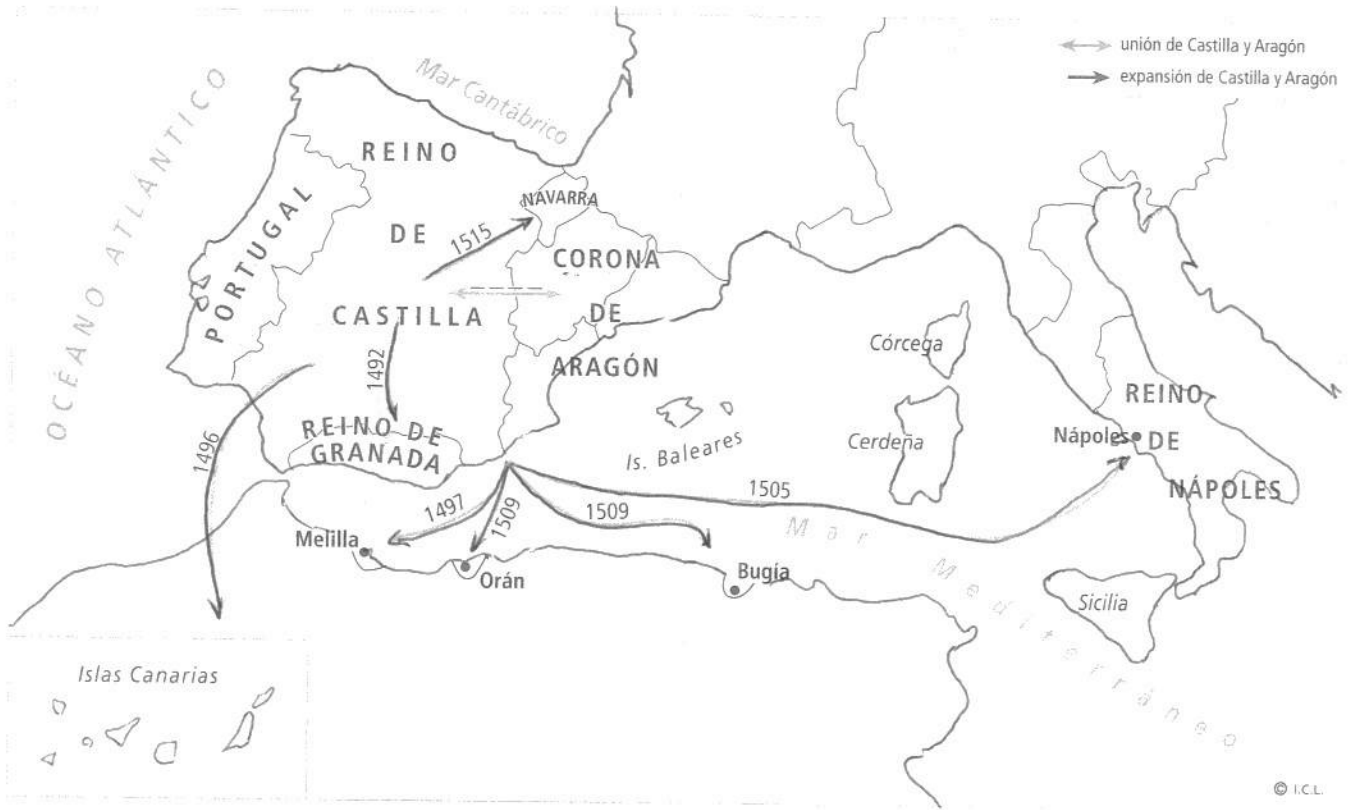 unión de Castilla y Aragón
expansión de Castilla y Aragón
OCÉANO ATLÁNTICO
Mar Cantábrico
REINO
DE
CASTILLA
PORTUGAL
NAVARRA
1515
CORONA
DE
ARAGÓN
1492
1496
REINO DE
GRANADA
Córcega
Cerdeña
Is. Baleares
REINO
DE
NÁPOLES
Nápoles
1505
1497
1509
1509
Melilla
Orán
Bugía
Mar Mediterráneo
Sicilia
Islas Canarias
© I.C.L.